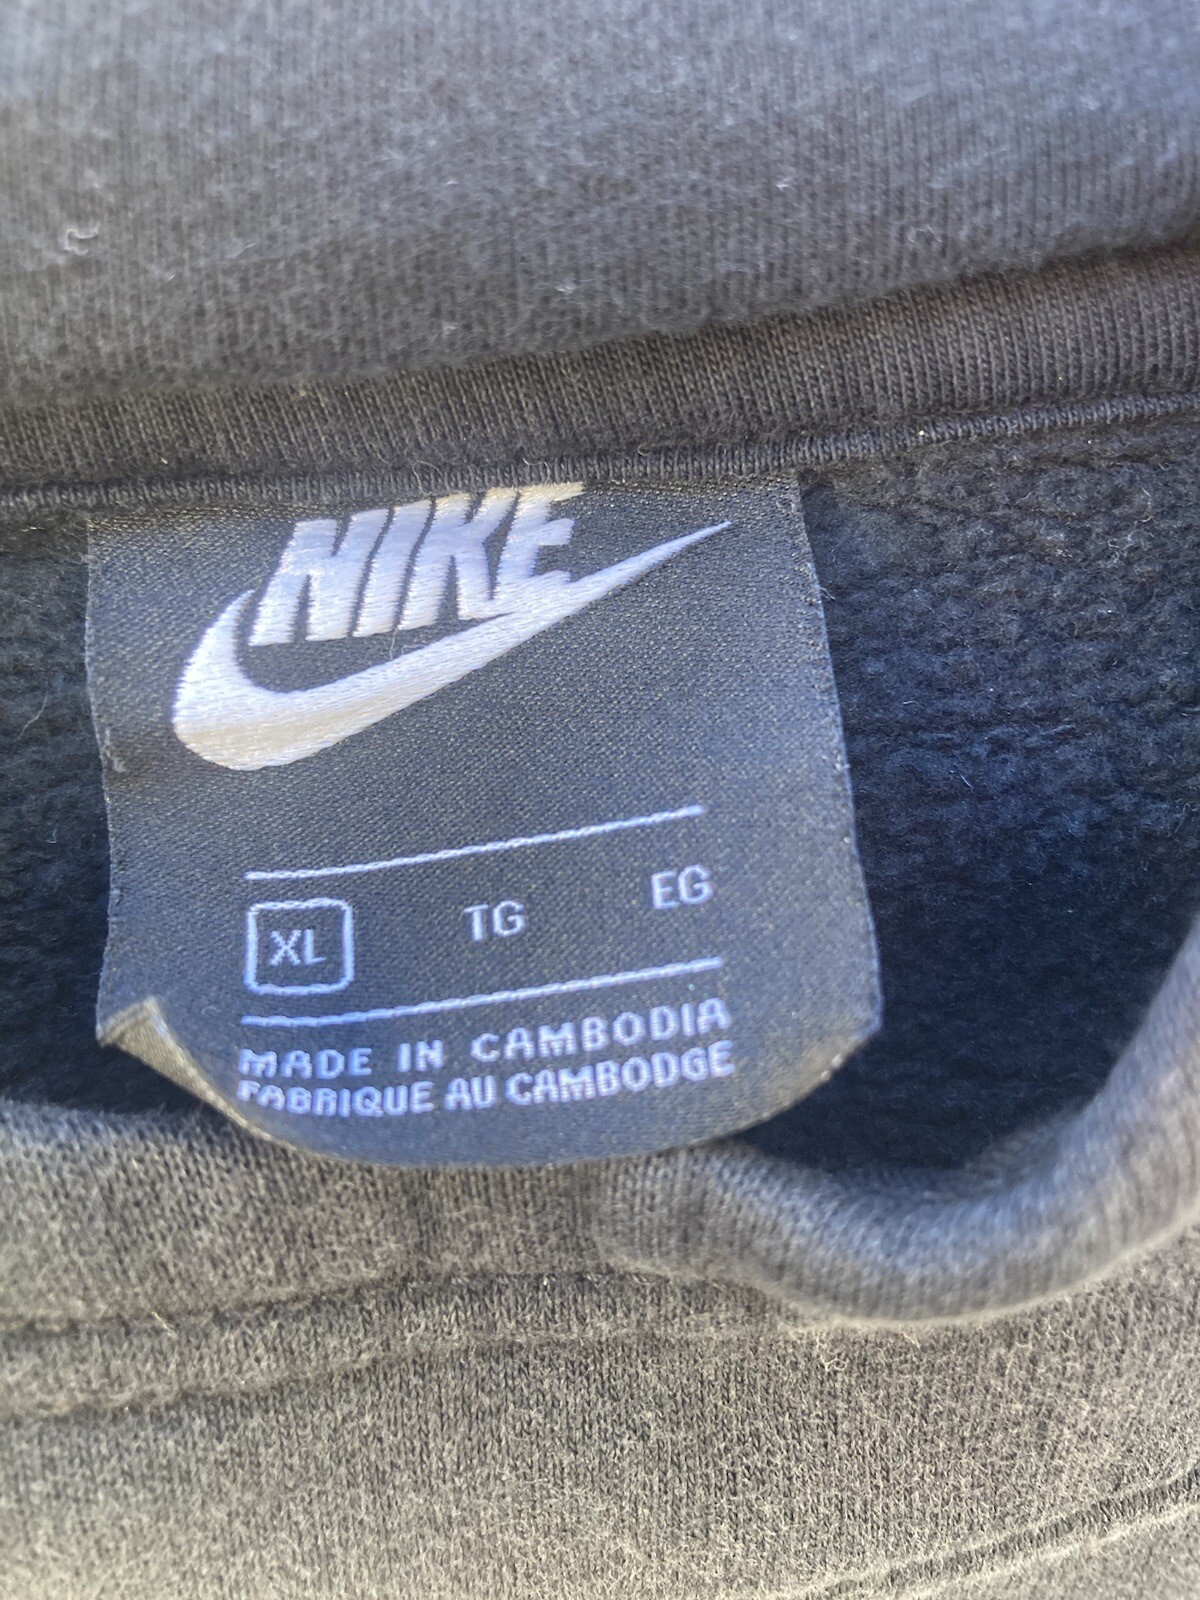 NIKE
XL TG EG
MADE IN CAMBODIA
FABRIQUE AU CAMBODGE